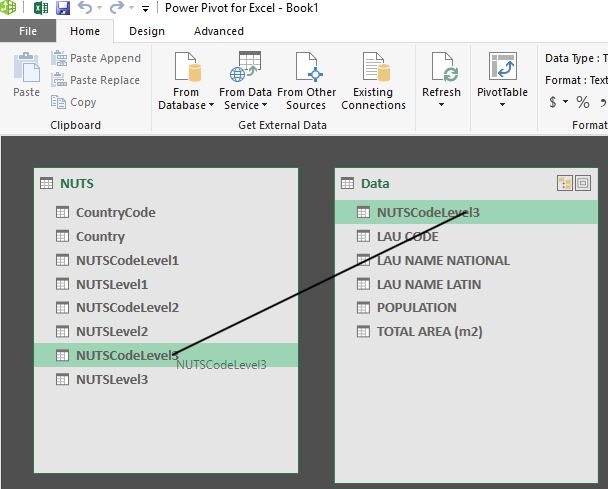 Power Pivot for Excel - Book1
File Home Design Advanced
Paste
Paste Append
Paste Replace
Copy
From Database
From Data Service
From Other Sources
Existing Connections
Refresh
PivotTable
Data Type : T
Format : Text
$ % ,
Clipboard
Get External Data
Format
NUTS
CountryCode
Country
NUTSCodeLevel1
NUTSLevel1
NUTSCodeLevel2
NUTSLevel2
NUTSCodeLevel3
NUTSCodeLevel3
NUTSLevel3
Data
NUTSCodeLevel3
LAU CODE
LAU NAME NATIONAL
LAU NAME LATIN
POPULATION
TOTAL AREA (m2)